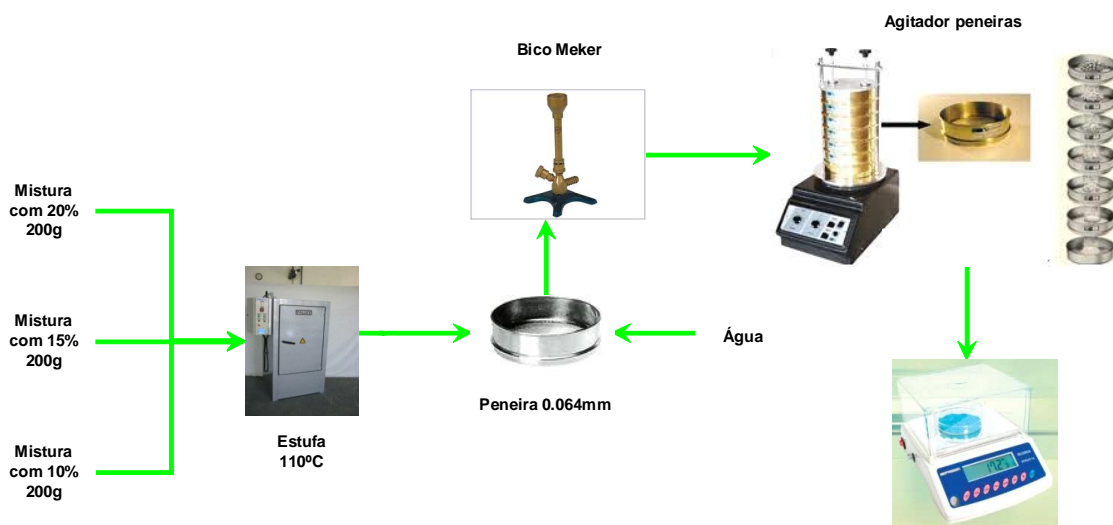 Agitador peneiras
Bico Meker
Mistura
com 20%
200g
Mistura
com 15%
200g
Água
Peneira 0.064mm
Estufa
110ºC
Mistura
com 10%
200g